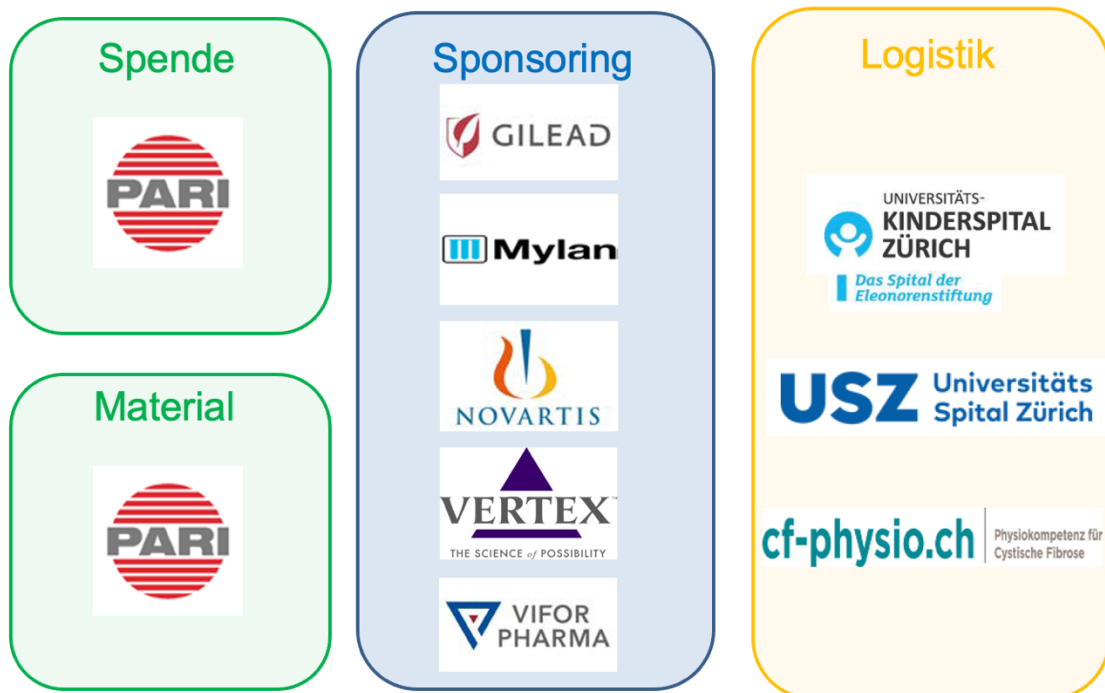 Spende
PARI
Material
PARI
Sponsoring
GILEAD
Mylan
NOVARTIS
VERTEX™
THE SCIENCE of POSSIBILITY
VIFOR
PHARMA
Logistik
UNIVERSITÄTS-
KINDERSPITAL
ZÜRICH
Das Spital der
Eleonorenstiftung
USZ Universitäts
Spital Zürich
cf-physio.ch
Physiokompetenz für
Cystische Fibrose